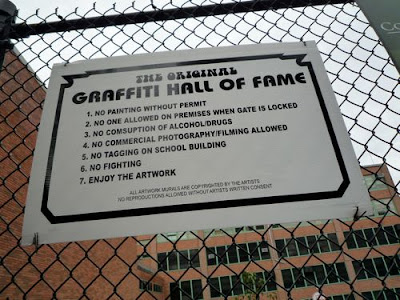 THE ORIGINAL
GRAFFITI HALL OF FAME
1. NO PAINTING WITHOUT PERMIT
2. NO ONE ALLOWED ON PREMISES WHEN GATE IS LOCKED
3. NO COMSUPTION OF ALCOHOL/DRUGS
4. NO COMMERCIAL PHOTOGRAPHY/FILMING ALLOWED
5. NO TAGGING ON SCHOOL BUILDING
6. NO FIGHTING
7. ENJOY THE ARTWORK
ALL ARTWORK MURALS ARE COPYRIGHTED BY THE ARTISTS
NO REPRODUCTIONS ALLOWED WITHOUT ARTISTS WRITTEN CONSENT